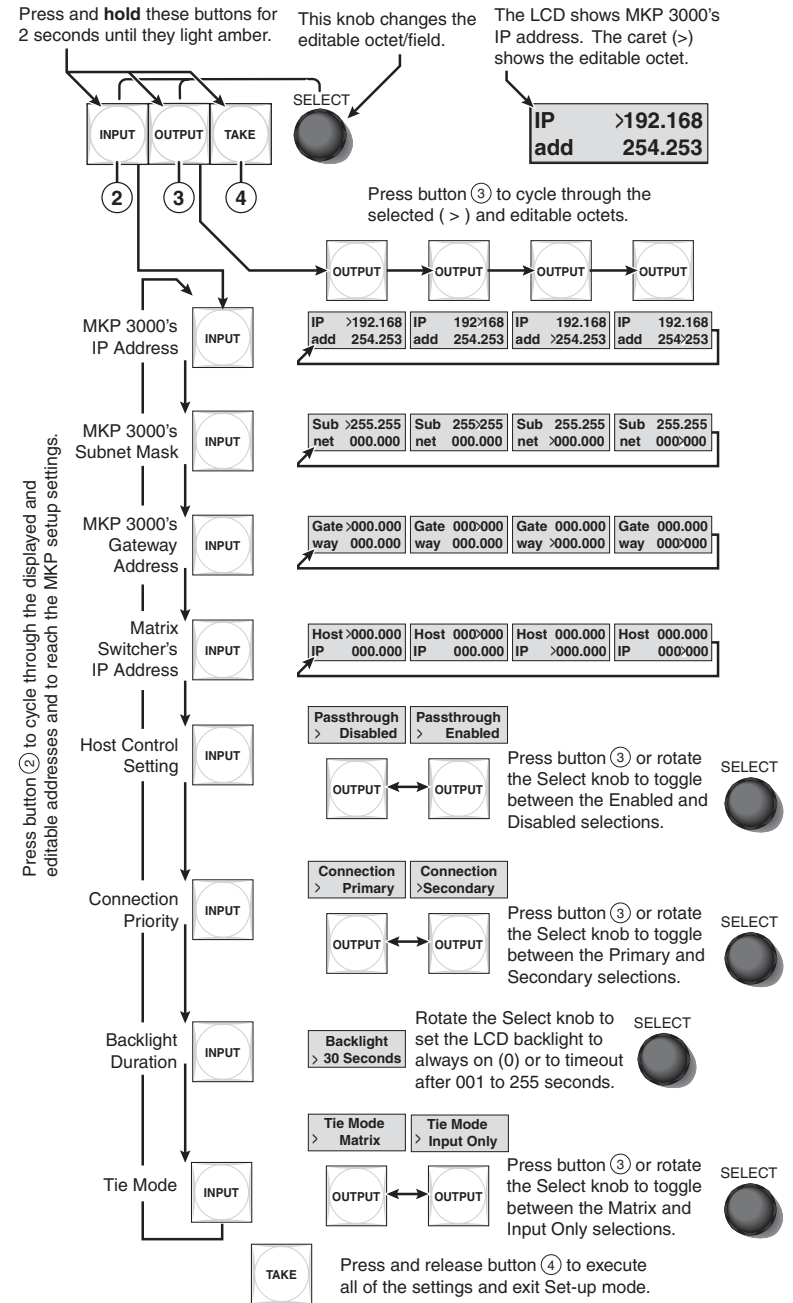 Press and hold these buttons for
2 seconds until they light amber.
This knob changes the
editable octet/field.
The LCD shows MKP 3000's
IP address. The caret (>)
shows the editable octet.
SELECT
INPUT
OUTPUT
TAKE
IP >192.168
add 254.253
2
3
4
Press button 3 to cycle through the
selected ( > ) and editable octets.
OUTPUT
OUTPUT
OUTPUT
OUTPUT
Press button 2 to cycle through the displayed and
editable addresses and to reach the MKP setup settings.
MKP 3000's
IP Address
INPUT
IP >192.168
add 254.253
IP 192>168
add 254.253
IP 192.168
add >254.253
IP 192.168
add 254>253
MKP 3000's
Subnet Mask
INPUT
Sub >255.255
net 000.000
Sub 255>255
net 000.000
Sub 255.255
net >000.000
Sub 255.255
net 000>000
MKP 3000's
Gateway
Address
INPUT
Gate >000.000
way 000.000
Gate 000>000
way 000.000
Gate 000.000
way >000.000
Gate 000.000
way 000>000
Matrix
Switcher's
IP Address
INPUT
Host >000.000
IP 000.000
Host 000>000
IP 000.000
Host 000.000
IP >000.000
Host 000.000
IP 000>000
Host Control
Setting
INPUT
Passthrough
> Disabled
Passthrough
> Enabled
OUTPUT
OUTPUT
Press button 3 or rotate
the Select knob to toggle
between the Enabled and
Disabled selections.
SELECT
Connection
Priority
INPUT
Connection
> Primary
Connection
>Secondary
OUTPUT
OUTPUT
Press button 3 or rotate
the Select knob to toggle
between the Primary and
Secondary selections.
SELECT
Backlight
Duration
INPUT
Backlight
> 30 Seconds
Rotate the Select knob to
set the LCD backlight to
always on (0) or to timeout
after 001 to 255 seconds.
SELECT
Tie Mode
INPUT
Tie Mode
> Matrix
Tie Mode
> Input Only
OUTPUT
OUTPUT
Press button 3 or rotate
the Select knob to toggle
between the Matrix and
Input Only selections.
SELECT
TAKE
Press and release button 4 to execute
all of the settings and exit Set-up mode.